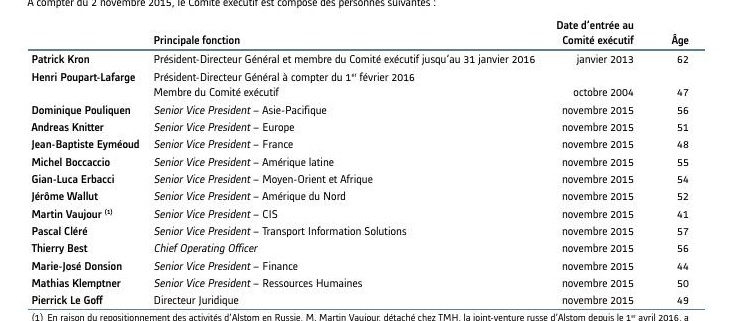 A compter du 2 novembre 2015, le Comité exécutif est composé des personnes suivantes :
Date d'entrée au
Principale fonction Comité exécutif Âge
Patrick Kron Président-Directeur Général et membre du Comité exécutif jusqu'au 31 janvier 2016 janvier 2013 62
Henri Poupart-Lafarge Président-Directeur Général à compter du 1er février 2016
Membre du Comité exécutif octobre 2004 47
Dominique Pouliquen Senior Vice President – Asie-Pacifique novembre 2015 56
Andreas Knitter Senior Vice President – Europe novembre 2015 51
Jean-Baptiste Eyméoud Senior Vice President – France novembre 2015 48
Michel Boccaccio Senior Vice President – Amérique latine novembre 2015 55
Gian-Luca Erbacci Senior Vice President – Moyen-Orient et Afrique novembre 2015 54
Jérôme Wallut Senior Vice President – Amérique du Nord novembre 2015 52
Martin Vaujour (1) Senior Vice President – CIS novembre 2015 41
Pascal Cléré Senior Vice President – Transport Information Solutions novembre 2015 57
Thierry Best Chief Operating Officer novembre 2015 56
Marie-José Donsion Senior Vice President – Finance novembre 2015 44
Mathias Klemptner Senior Vice President – Ressources Humaines novembre 2015 50
Pierrick Le Goff Directeur Juridique novembre 2015 49
(1) En raison du repositionnement des activités d'Alstom en Russie, M. Martin Vaujour, détaché chez TMH, la joint-venture russe d'Alstom depuis le 1er avril 2016, a